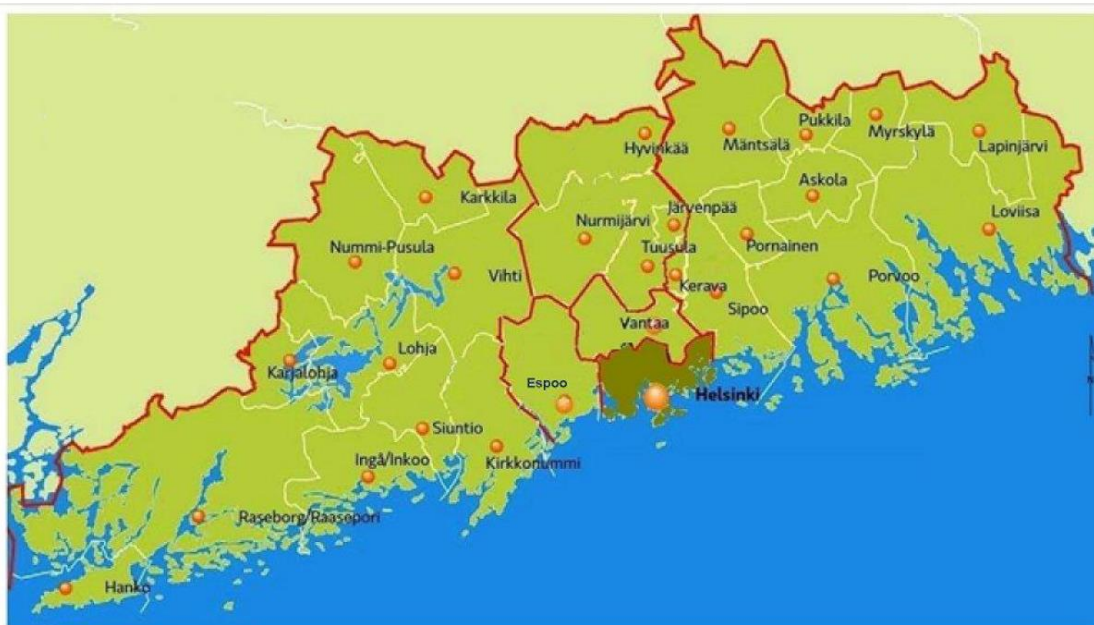 Pukkila
Myrskylä
Hyvinkää
Mäntsälä
Lapinjärvi
Karkkila
Askola
Järvenpää
Loviisa
Nurmijärvi
Nummi-Pusula
Tuusula
Pornainen
Vihti
Kerava
Porvoo
Sipoo
Vantaa
Lohja
Karjalohja
Espoo
Helsinki
Siuntio
Ingå/Inkoo
Kirkkonummi
Raseborg/Raasepori
Hanko